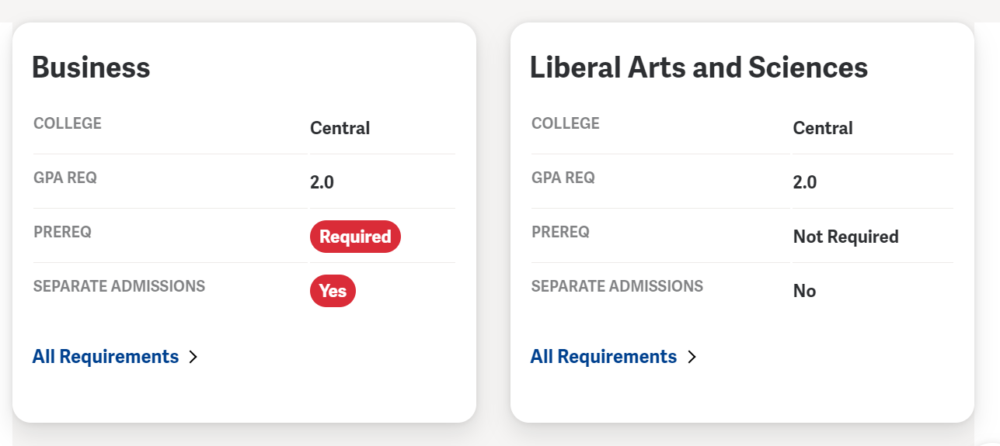 Business
COLLEGE Central
GPA REQ 2.0
PREREQ Required
SEPARATE ADMISSIONS Yes
All Requirements
Liberal Arts and Sciences
COLLEGE Central
GPA REQ 2.0
PREREQ Not Required
SEPARATE ADMISSIONS No
All Requirements